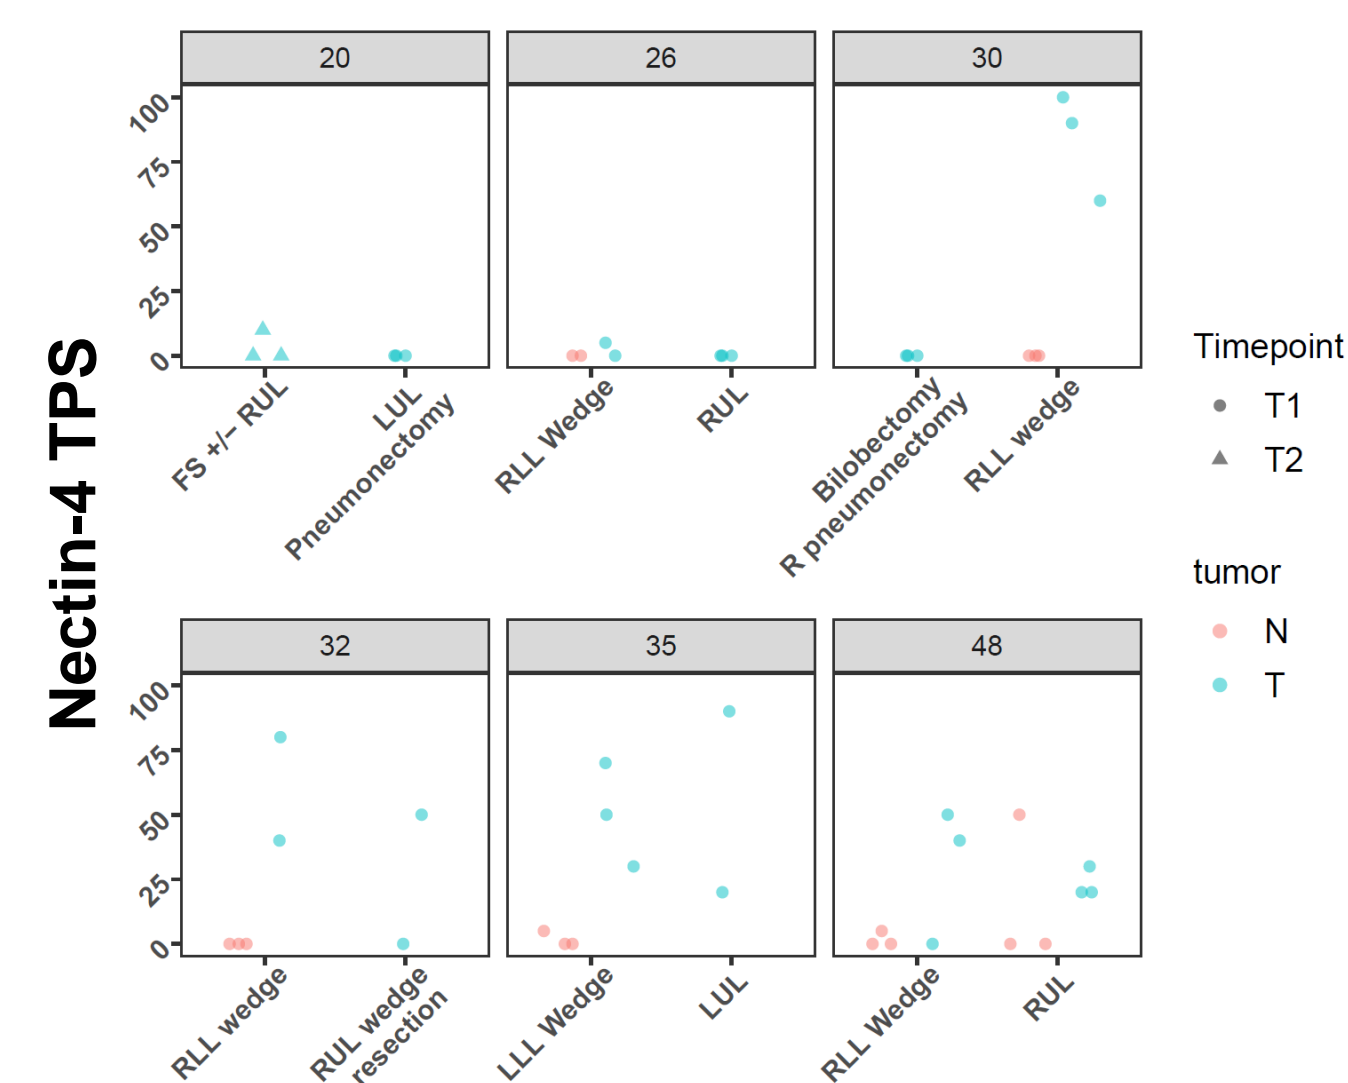 Nectin-4 TPS
20
26
30
100
75
50
25
0
FS +/− RUL
LUL
Pneumonectomy
RLL Wedge
RUL
Bilobectomy
R pneumonectomy
RLL wedge
32
35
48
100
75
50
25
0
RLL wedge
RUL wedge
resection
LLL Wedge
LUL
RLL Wedge
RUL
Timepoint
T1
T2
tumor
N
T